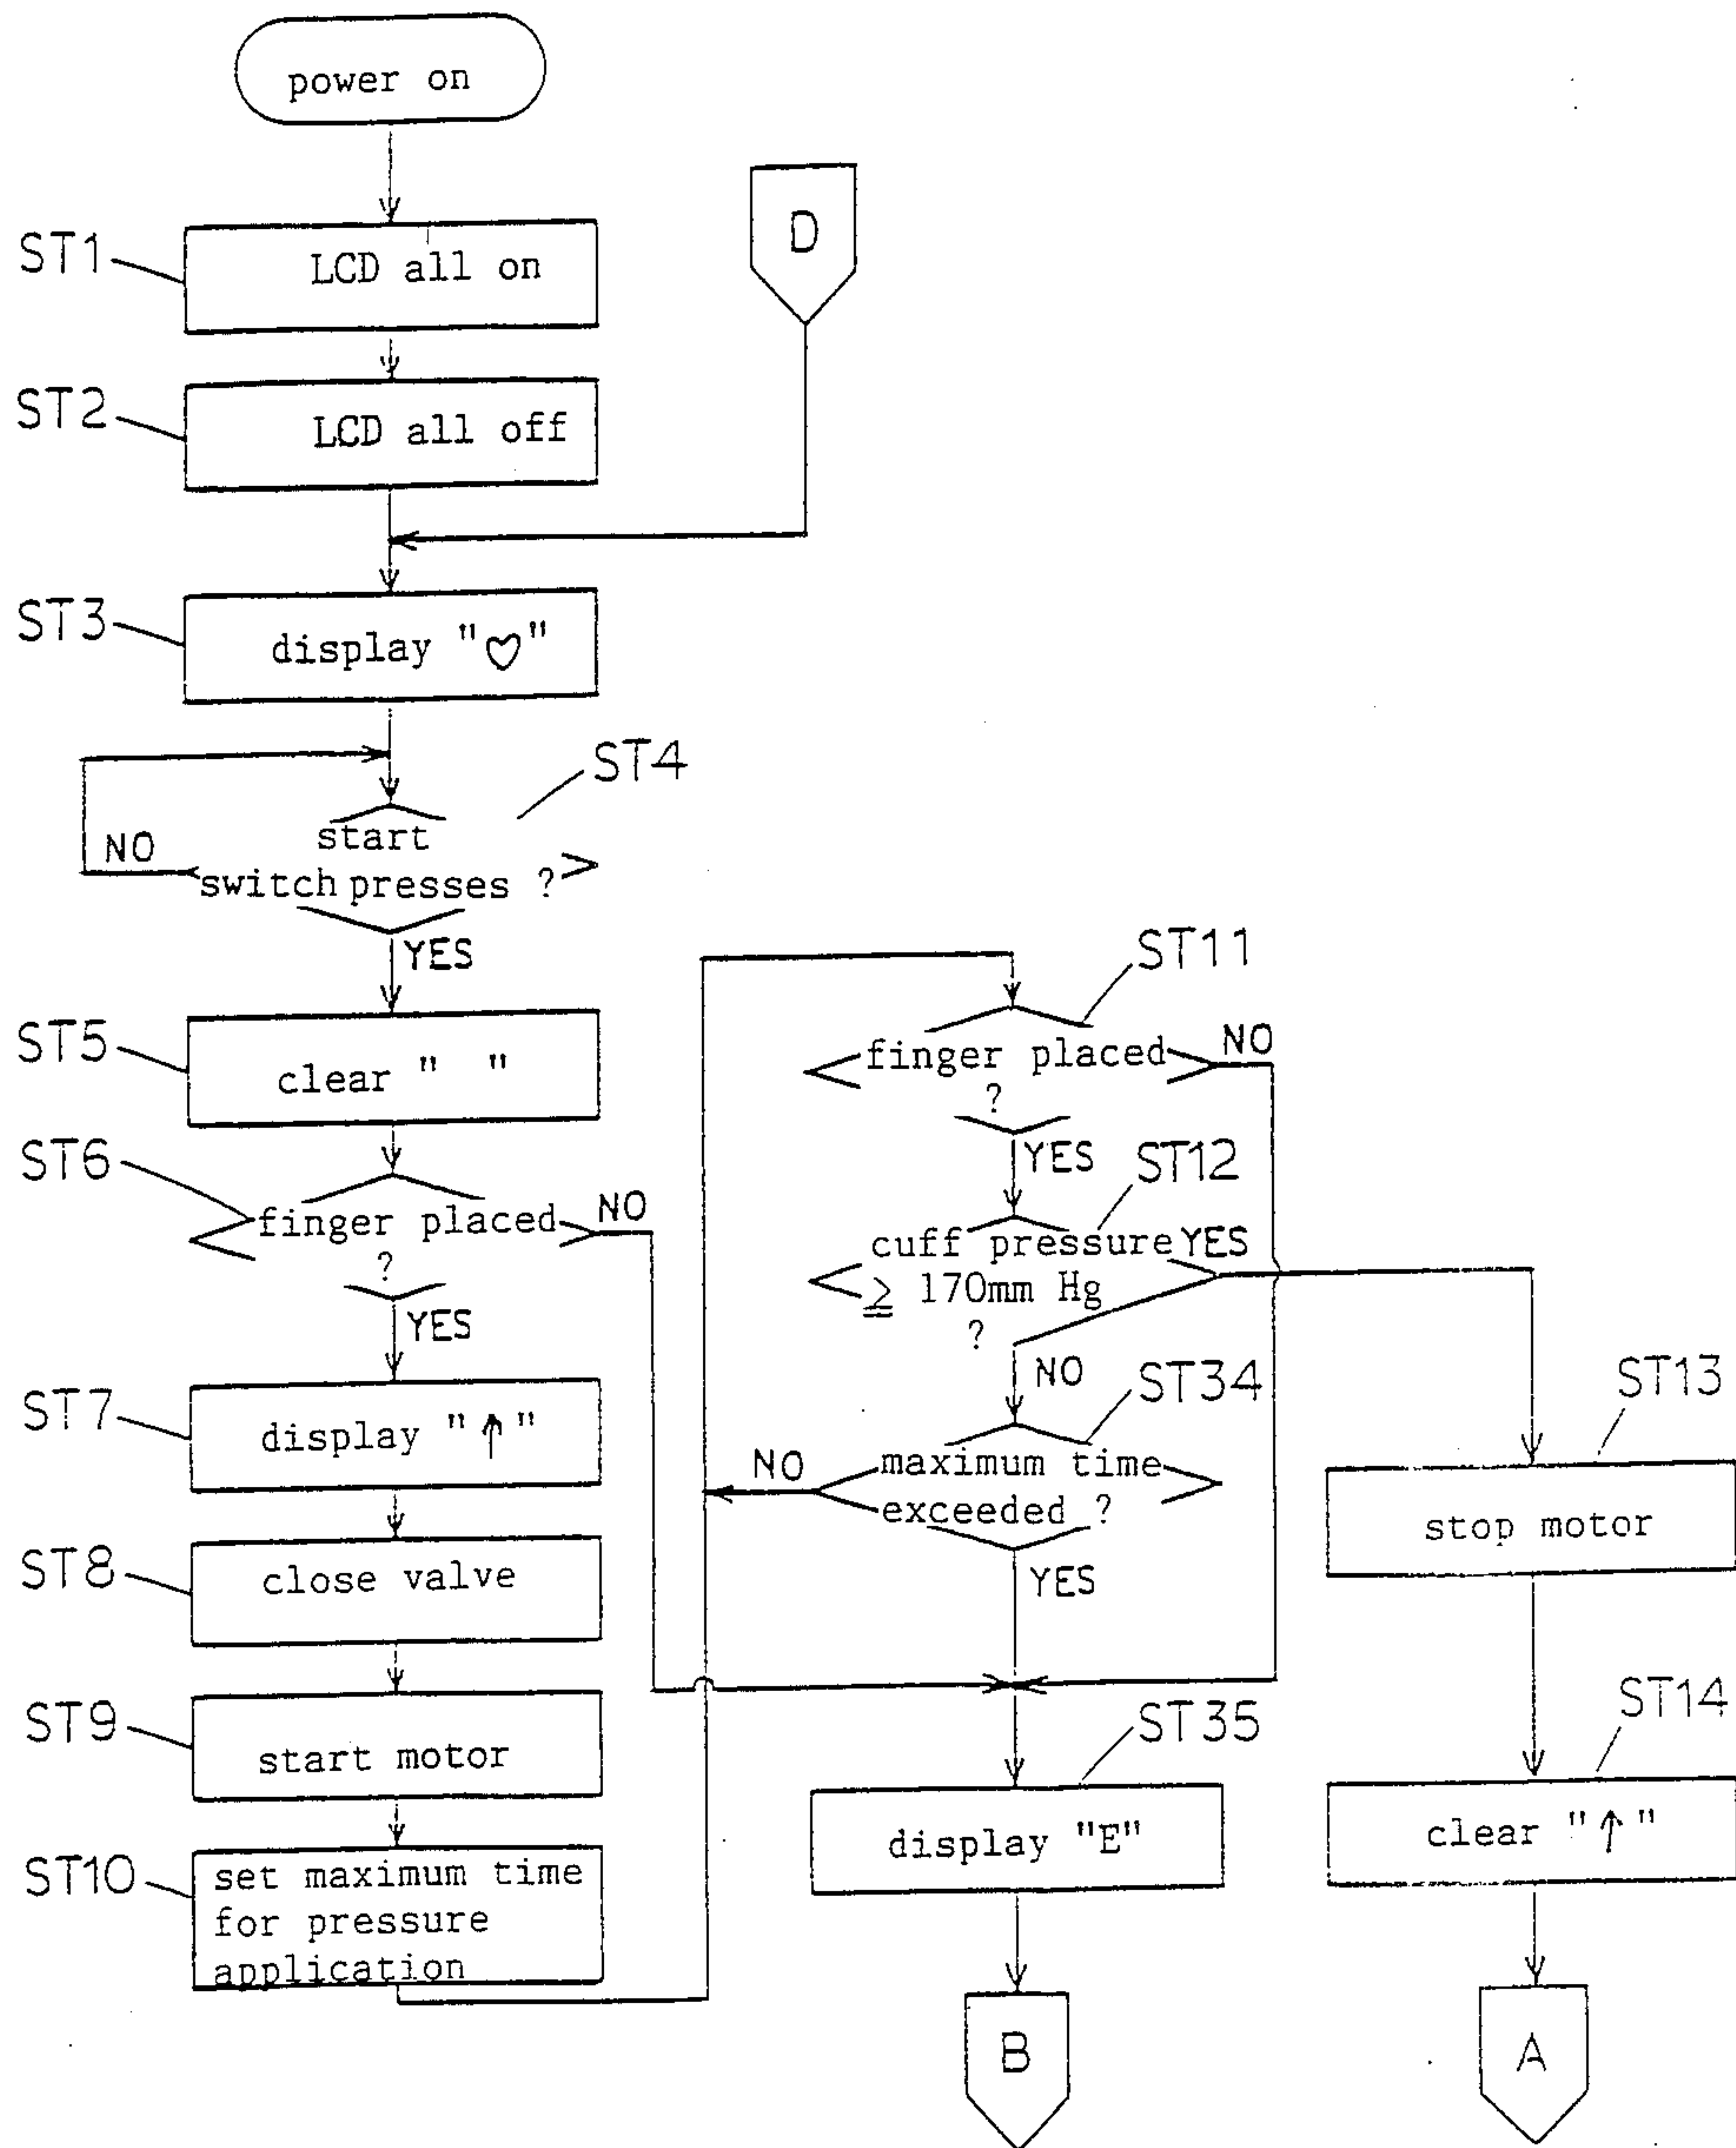 power on
D
ST1
LCD all on
ST2
LCD all off
ST3
display "♡"
ST4
start
switch presses ?
NO
YES
ST5
clear "  "
ST6
finger placed
?
NO
YES
ST7
display "↑"
ST8
close valve
ST9
start motor
ST10
set maximum time
for pressure
application
ST11
finger placed
?
NO
YES
ST12
cuff pressure
≧ 170mm Hg
?
YES
NO
ST34
maximum time
exceeded ?
NO
YES
ST35
display "E"
B
ST13
stop motor
ST14
clear "↑"
A